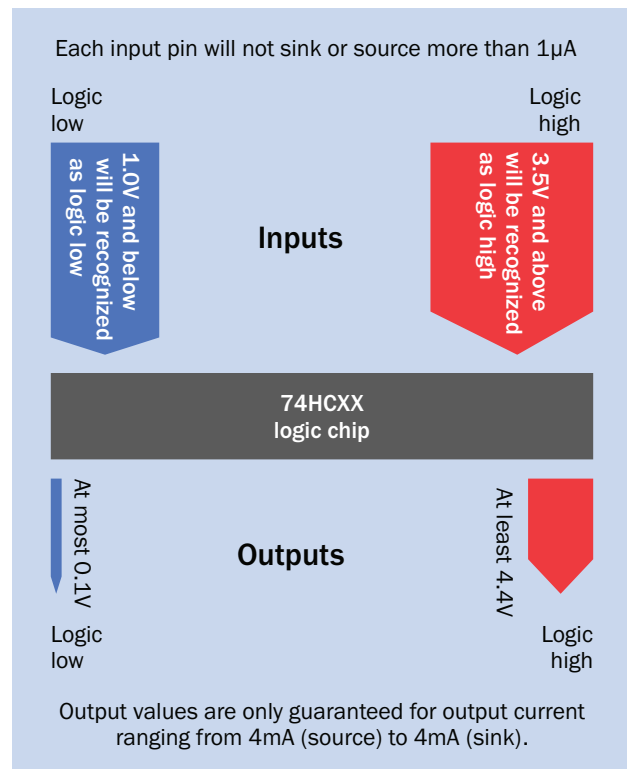 Each input pin will not sink or source more than 1µA
Logic
low
Logic
high
1.0V and below
will be recognized
as logic low
Inputs
3.5V and above
will be recognized
as logic high
74HCXX
logic chip
At most 0.1V
Outputs
At least 4.4V
Logic
low
Logic
high
Output values are only guaranteed for output current
ranging from 4mA (source) to 4mA (sink).